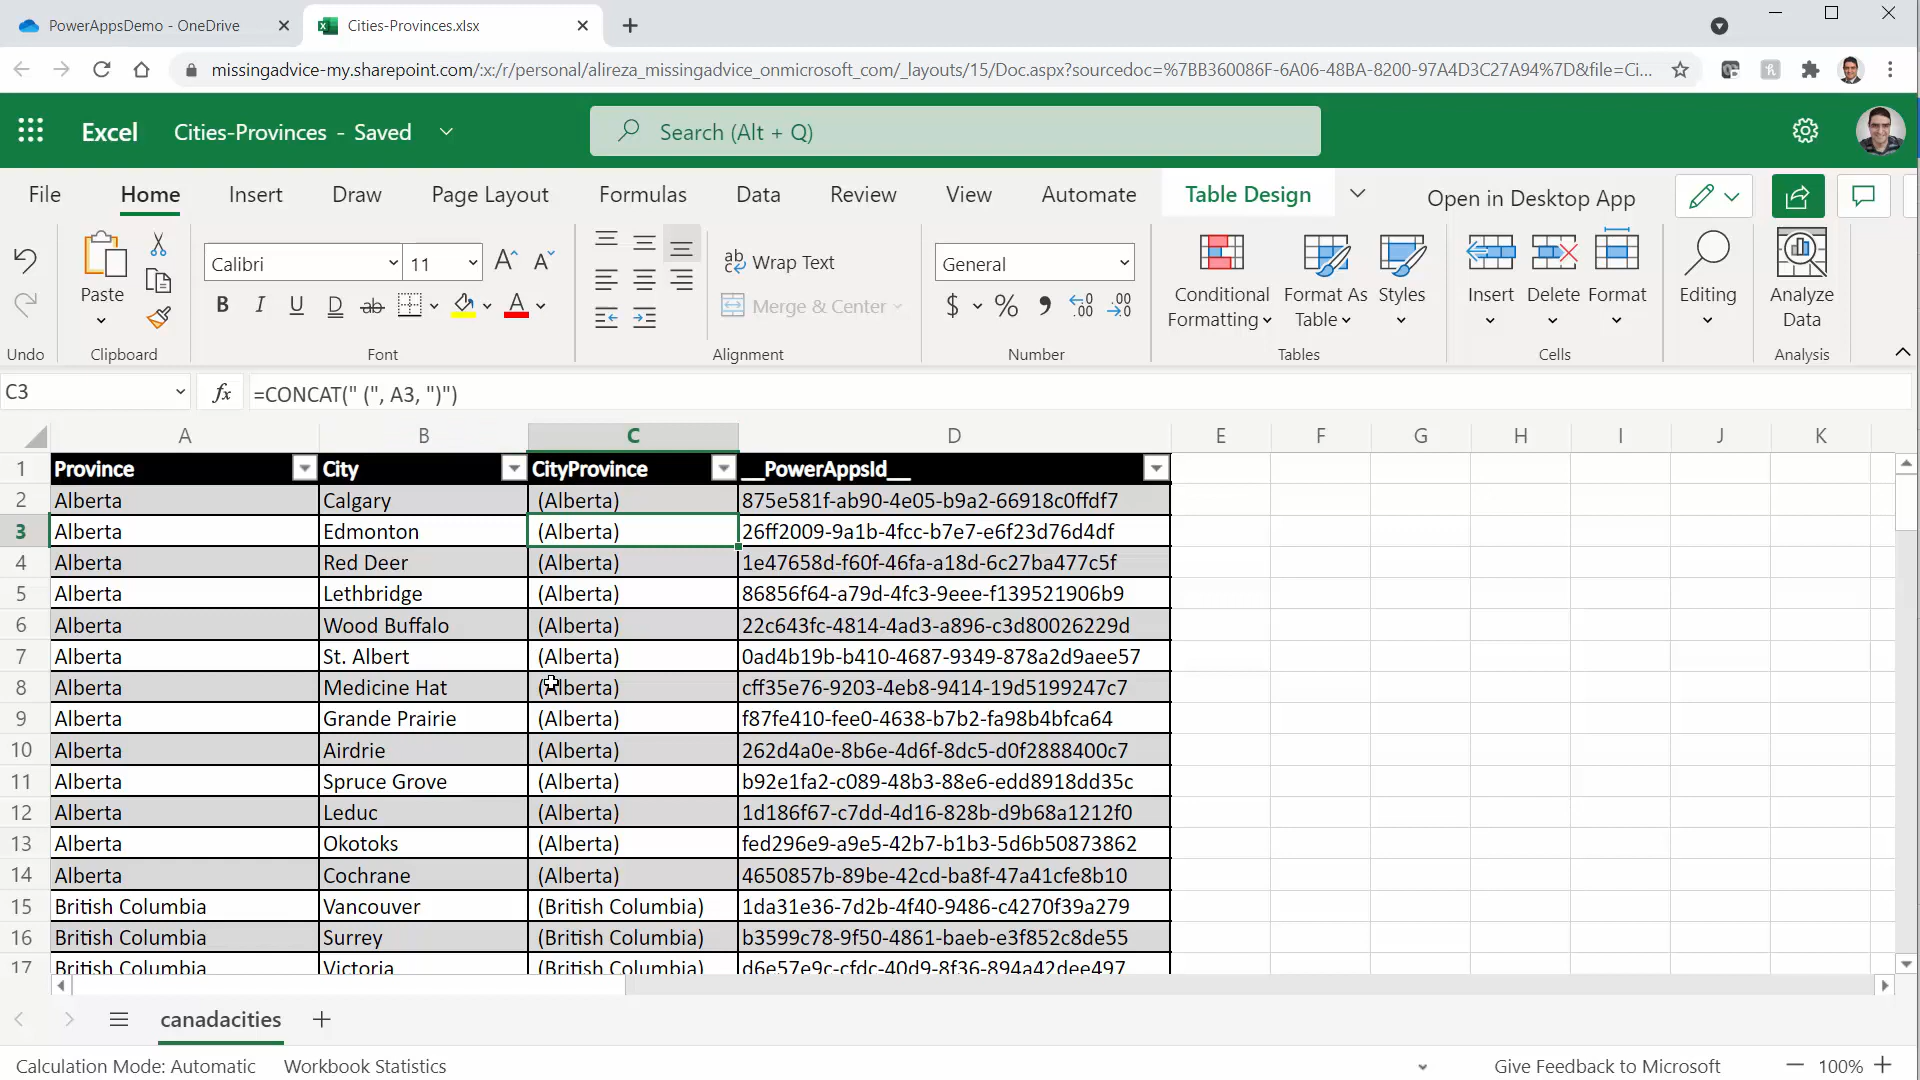 PowerAppsDemo - OneDrive
Cities-Provinces.xlsx
missingadvice-my.sharepoint.com/:x:/r/personal/alireza_missingadvice_onmicrosoft_com/_layouts/15/Doc.aspx?sourcedoc=%7BB360086F-6A06-48BA-8200-97A4D3C27A94%7D&file=Ci...
Excel Cities-Provinces - Saved Search (Alt + Q)
File Home Insert Draw Page Layout Formulas Data Review View Automate Table Design Open in Desktop App
Paste Calibri 11 Wrap Text General
B I U D ab A Merge & Center $ %
Conditional Formatting Format As Table Styles Insert Delete Format Editing Analyze Data
Undo Clipboard Font Alignment Number Tables Cells Analysis
C3 fx =CONCAT(" (", A3, ")")
A B C D E F G H I J K
1 Province City CityProvince __PowerAppsId__
2 Alberta Calgary (Alberta) 875e581f-ab90-4e05-b9a2-66918c0ffdf7
3 Alberta Edmonton (Alberta) 26ff2009-9a1b-4fcc-b7e7-e6f23d76d4df
4 Alberta Red Deer (Alberta) 1e47658d-f60f-46fa-a18d-6c27ba477c5f
5 Alberta Lethbridge (Alberta) 86856f64-a79d-4fc3-9eee-f139521906b9
6 Alberta Wood Buffalo (Alberta) 22c643fc-4814-4ad3-a896-c3d80026229d
7 Alberta St. Albert (Alberta) 0ad4b19b-b410-4687-9349-878a2d9aee57
8 Alberta Medicine Hat (Alberta) cff35e76-9203-4eb8-9414-19d5199247c7
9 Alberta Grande Prairie (Alberta) f87fe410-fee0-4638-b7b2-fa98b4bfca64
10 Alberta Airdrie (Alberta) 262d4a0e-8b6e-4d6f-8dc5-d0f2888400c7
11 Alberta Spruce Grove (Alberta) b92e1fa2-c089-48b3-88e6-edd8918dd35c
12 Alberta Leduc (Alberta) 1d186f67-c7dd-4d16-828b-d9b68a1212f0
13 Alberta Okotoks (Alberta) fed296e9-a9e5-42b7-b1b3-5d6b50873862
14 Alberta Cochrane (Alberta) 4650857b-89be-42cd-ba8f-47a41cfe8b10
15 British Columbia Vancouver (British Columbia) 1da31e36-7d2b-4f40-9486-c4270f39a279
16 British Columbia Surrey (British Columbia) b3599c78-9f50-4861-baeb-e3f852c8de55
17 British Columbia Victoria (British Columbia) d6e57e9c-cfdc-40d9-8f36-894a42dee497
canadacities
Calculation Mode: Automatic Workbook Statistics Give Feedback to Microsoft 100%